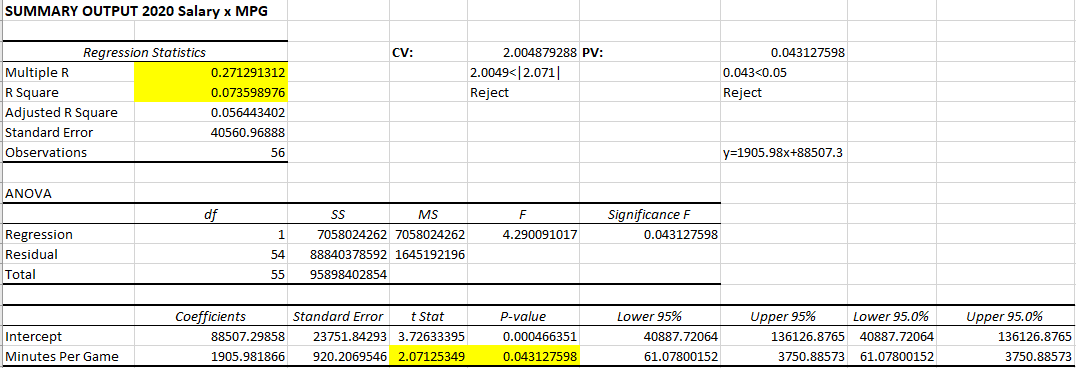 SUMMARY OUTPUT 2020 Salary x MPG
Regression Statistics CV: 2.004879288 PV: 0.043127598
Multiple R 0.271291312 2.0049<|2.071| 0.043<0.05
R Square 0.073598976 Reject Reject
Adjusted R Square 0.056443402
Standard Error 40560.96888
Observations 56 y=1905.98x+88507.3
ANOVA
df SS MS F Significance F
Regression 1 7058024262 7058024262 4.290091017 0.043127598
Residual 54 88840378592 1645192196
Total 55 95898402854
Coefficients Standard Error t Stat P-value Lower 95% Upper 95% Lower 95.0% Upper 95.0%
Intercept 88507.29858 23751.84293 3.72633395 0.000466351 40887.72064 136126.8765 40887.72064 136126.8765
Minutes Per Game 1905.981866 920.2069546 2.07125349 0.043127598 61.07800152 3750.88573 61.07800152 3750.88573